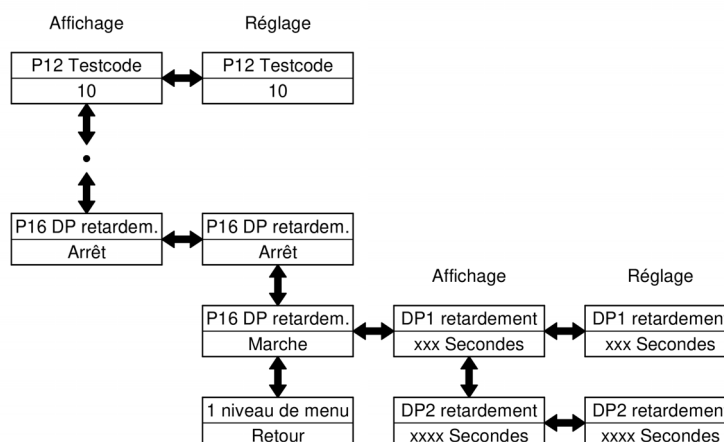 Affichage Réglage
P12 Testcode P12 Testcode
10 10
P16 DP retardem. P16 DP retardem.
Arrêt Arrêt
Affichage Réglage
P16 DP retardem. DP1 retardement DP1 retardemen
Marche xxx Secondes xxx Secondes
1 niveau de menu DP2 retardement DP2 retardemen
Retour xxxx Secondes xxxx Secondes